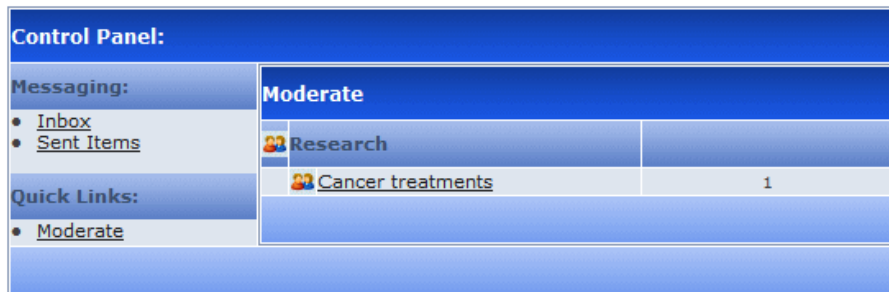 Control Panel:
Messaging:
• Inbox
• Sent Items
Quick Links:
• Moderate
Moderate
Research
Cancer treatments 1